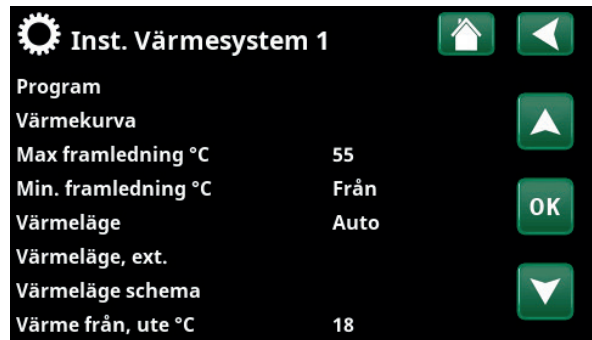 Inst. Värmesystem 1
Program
Värmekurva
Max framledning °C 55
Min. framledning °C Från
Värmeläge Auto
OK
Värmeläge, ext.
Värmeläge schema
Värme från, ute °C 18